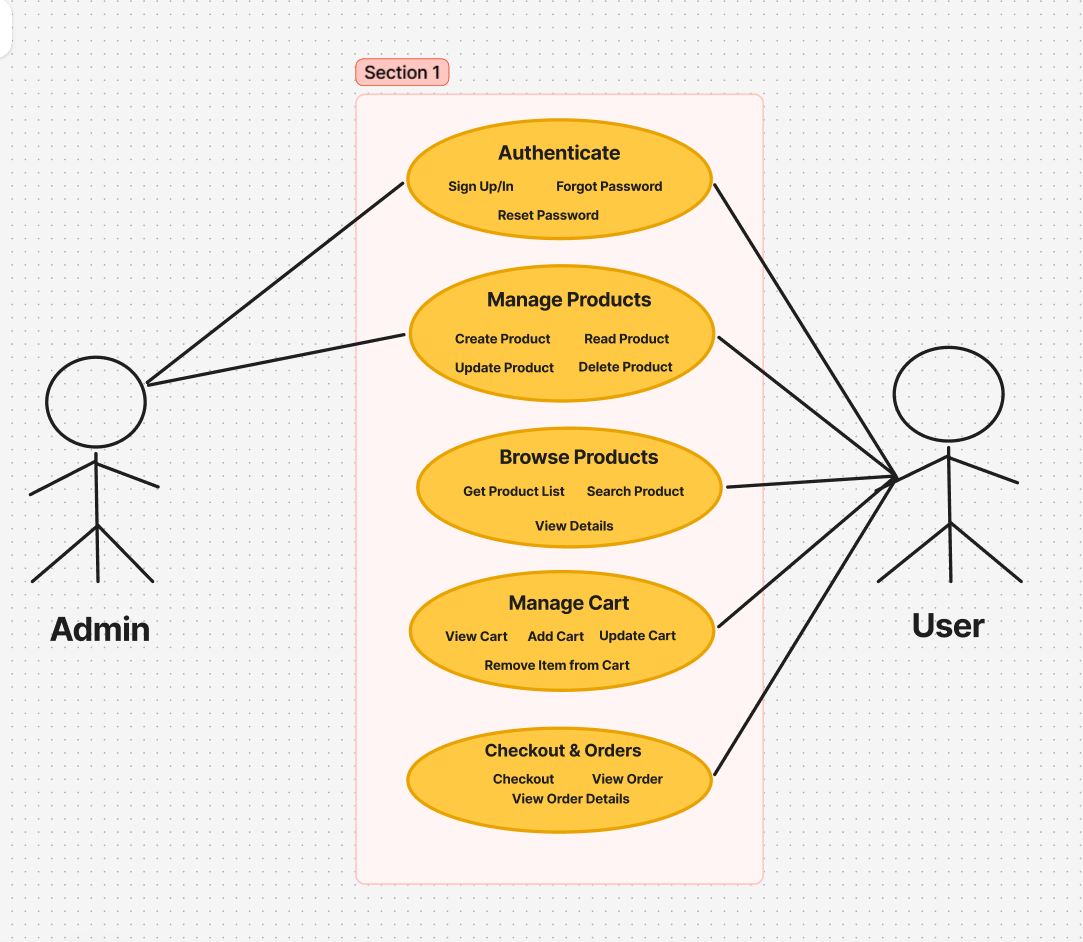 Section 1
Authenticate
Sign Up/In Forgot Password
Reset Password
Manage Products
Create Product Read Product
Update Product Delete Product
Browse Products
Get Product List Search Product
View Details
Manage Cart
View Cart Add Cart Update Cart
Remove Item from Cart
Checkout & Orders
Checkout View Order
View Order Details
Admin
User